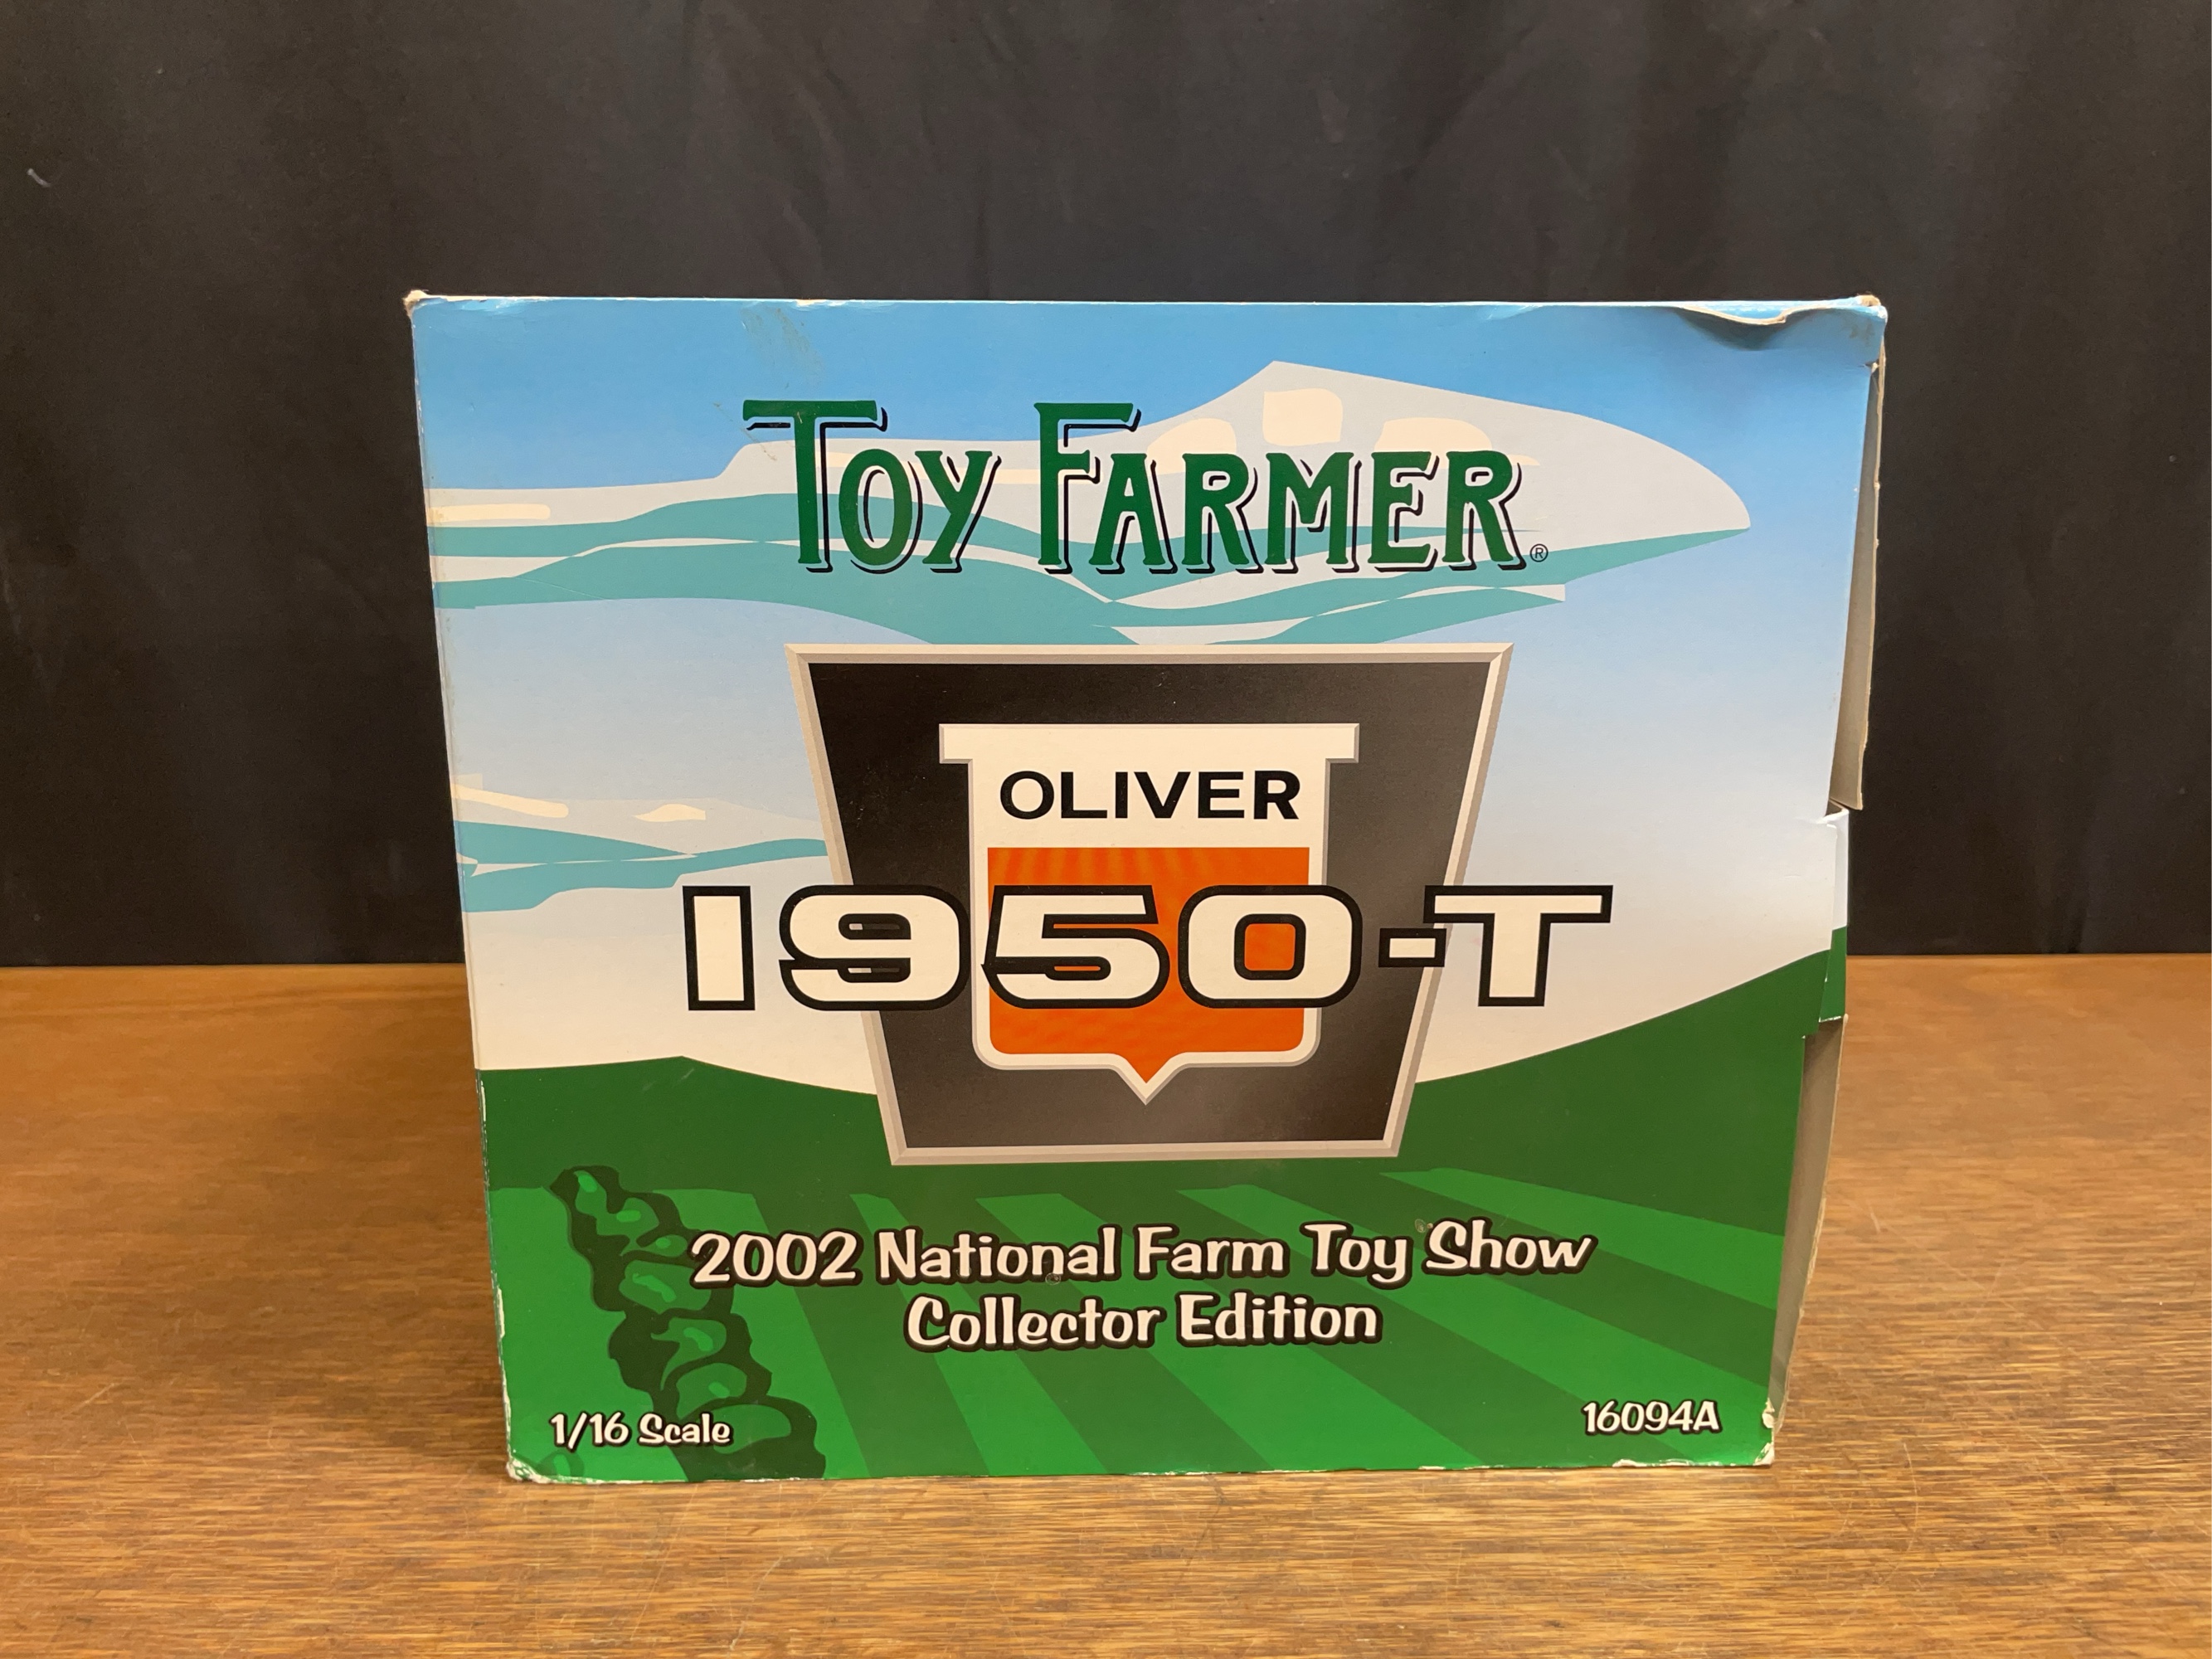 TOY FARMER®
OLIVER
1950-T
2002 National Farm Toy Show
Collector Edition
1/16 Scale
16094A